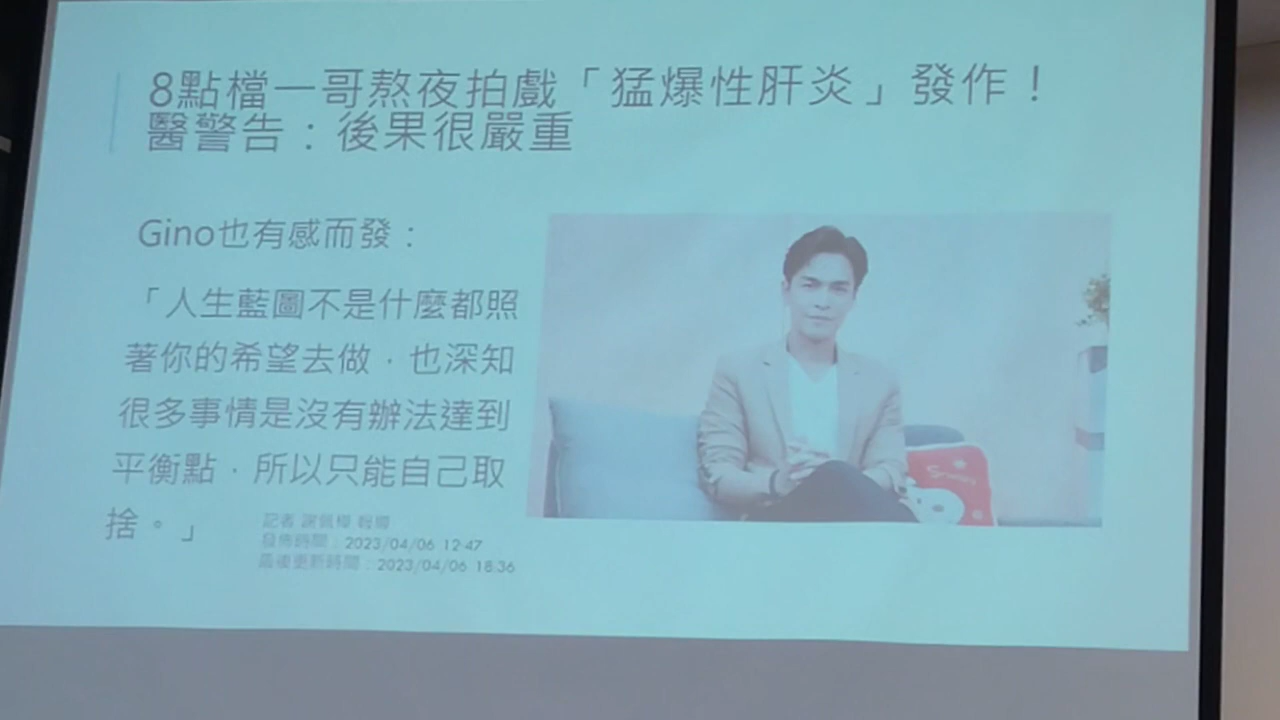 8點檔一哥熬夜拍戲「猛爆性肝炎」發作！
醫警告：後果很嚴重
Gino也有感而發：
「人生藍圖不是什麼都照
著你的希望去做，也深知
很多事情是沒有辦法達到
平衡點，所以只能自己取
捨。」
記者
發佈時間：2023/04/06 12:47
最後更新時間：2023/04/06 18:36